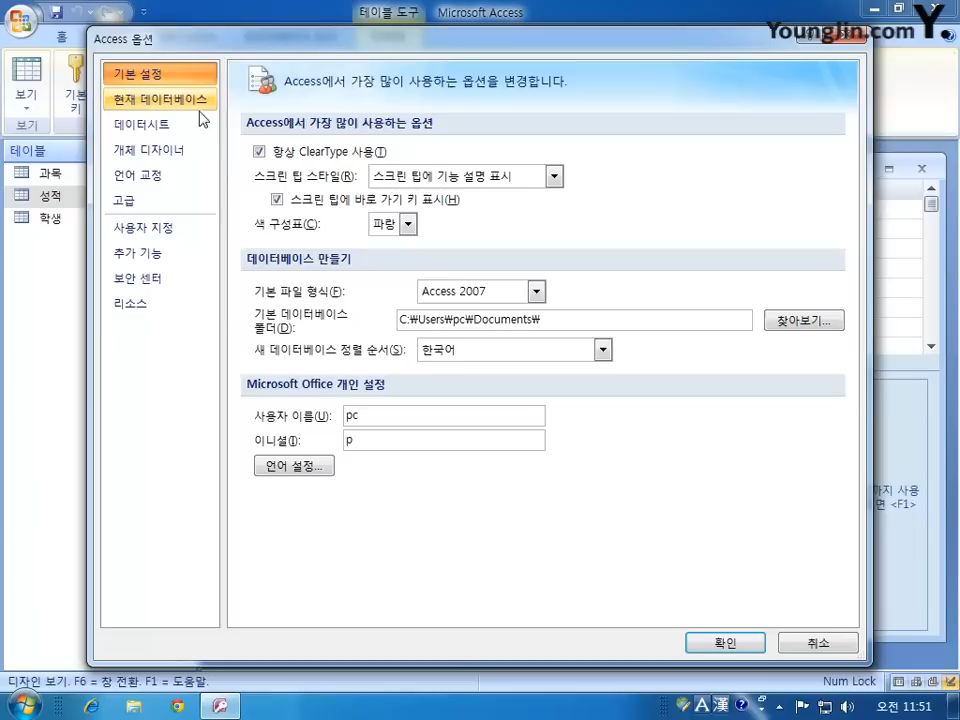 테이블 도구
Microsoft Access
Younglin.com
Y.
홈
Access 옵션
보기
기본
키
보기
테이블
과목
성적
학생
기본 설정
현재 데이터베이스
데이터시트
개체 디자이너
언어 교정
고급
사용자 지정
추가 기능
보안 센터
리소스
Access에서 가장 많이 사용하는 옵션을 변경합니다.
Access에서 가장 많이 사용하는 옵션
항상 ClearType 사용(T)
스크린 팁 스타일(R): 스크린 팁에 기능 설명 표시
스크린 팁에 바로 가기 키 표시(H)
색 구성표(C): 파랑
데이터베이스 만들기
기본 파일 형식(F): Access 2007
기본 데이터베이스
폴더(D): C:₩Users₩pc₩Documents₩ 찾아보기...
새 데이터베이스 정렬 순서(S): 한국어
Microsoft Office 개인 설정
사용자 이름(U): pc
이니셜(I): p
언어 설정...
까지 사용
면 <F1>
확인
취소
디자인 보기. F6 = 창 전환. F1 = 도움말.
Num Lock
A 漢
오전 11:51